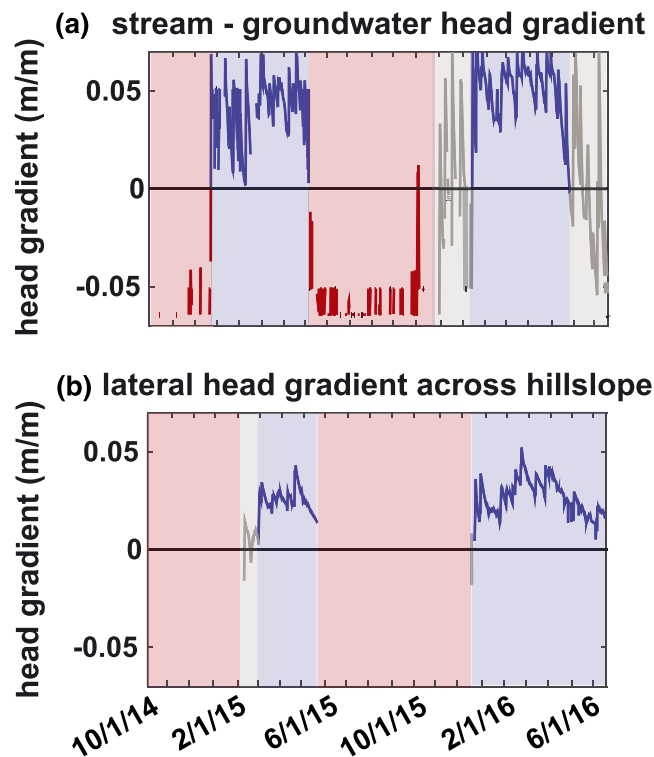 (a) stream - groundwater head gradient
head gradient (m/m)
0.05
0
-0.05
(b) lateral head gradient across hillslope
head gradient (m/m)
0.05
0
-0.05
10/1/14 2/1/15 6/1/15 10/1/15 2/1/16 6/1/16